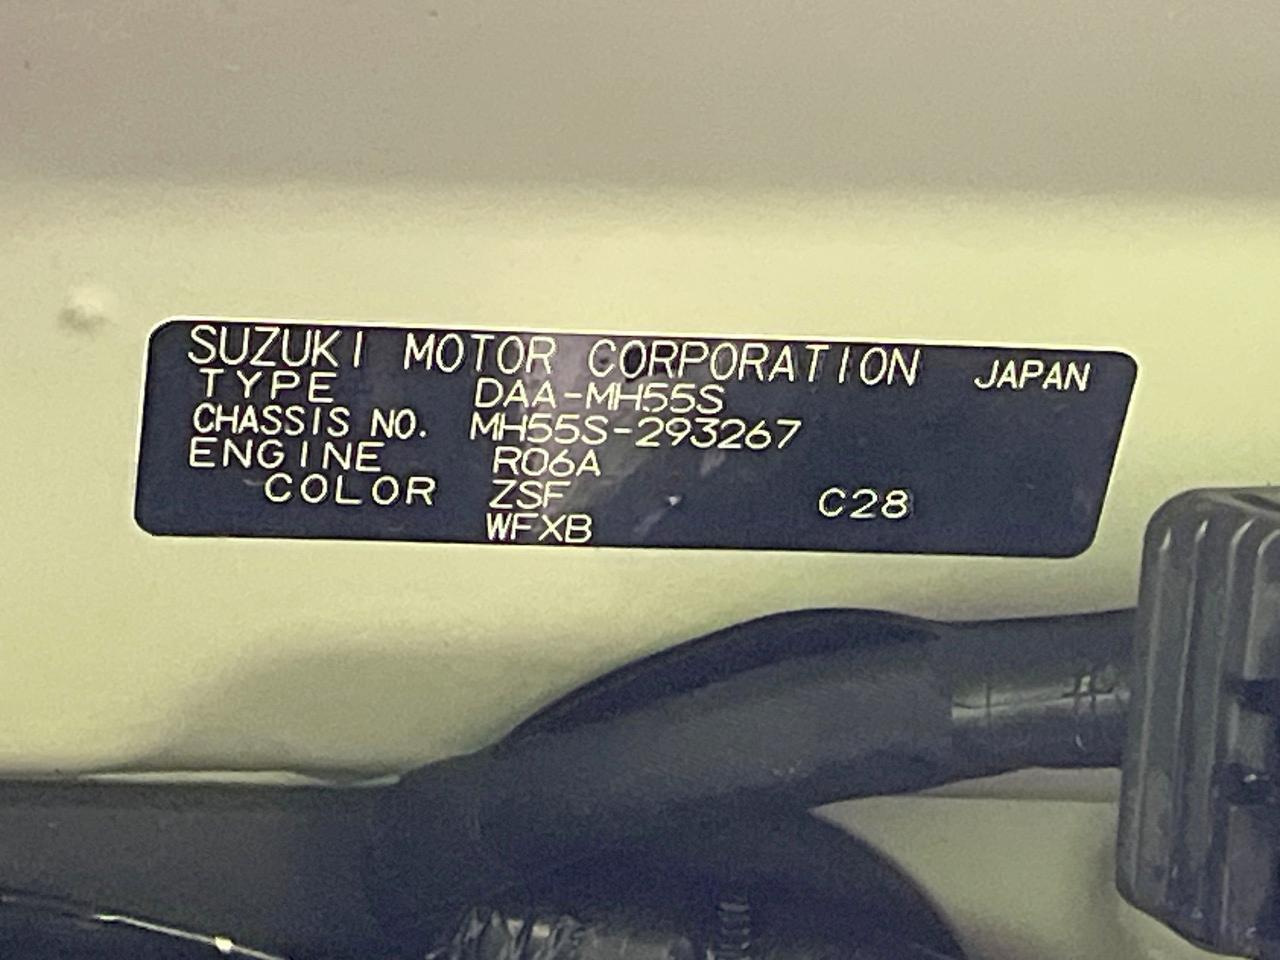 SUZUKI MOTOR CORPORATION JAPAN
TYPE DAA-MH55S
CHASSIS NO. MH55S-293267
ENGINE R06A
COLOR ZSF C28
WFXB